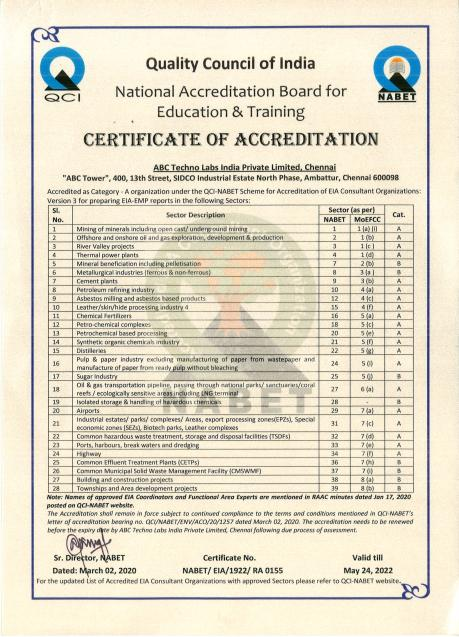 Quality Council of India
National Accreditation Board for
Education & Training
QCI
NABET
CERTIFICATE OF ACCREDITATION
ABC Techno Labs India Private Limited, Chennai
"ABC Tower", 400, 13th Street, SIDCO Industrial Estate North Phase, Ambattur, Chennai 600098
Accredited as Category - A organization under the QCI-NABET Scheme for Accreditation of EIA Consultant Organizations:
Version 3 for preparing EIA-EMP reports in the following Sectors:
Sl. No. Sector Description Sector (as per) Cat.
NABET MoEFCC
1 Mining of minerals including open cast/ underground mining 1 1 (a) (i) A
2 Offshore and onshore oil and gas exploration, development & production 2 1 (b) A
3 River Valley projects 3 1 (c) A
4 Thermal power plants 4 1 (d) A
5 Mineral beneficiation including pelletisation 7 2 (b) B
6 Metallurgical industries (ferrous & non-ferrous) 8 3 (a) B
7 Cement plants 9 3 (b) A
8 Petroleum refining industry 10 4 (a) A
9 Asbestos milling and asbestos based products 12 4 (c) A
10 Leather/skin/hide processing industry 4 15 4 (f) A
11 Chemical Fertilizers 16 5 (a) A
12 Petro-chemical complexes 18 5 (c) A
13 Petrochemical based processing 20 5 (e) A
14 Synthetic organic chemicals industry 21 5 (f) A
15 Distilleries 22 5 (g) A
16 Pulp & paper industry excluding manufacturing of paper from wastepaper and
manufacture of paper from ready pulp without bleaching 24 5 (i) A
17 Sugar Industry 25 5 (j) B
18 Oil & gas transportation pipeline, passing through national parks/ sanctuaries/coral
reefs / ecologically sensitive areas including LNG terminal 27 6 (a) A
19 Isolated storage & handling of hazardous chemicals 28 - B
20 Airports 29 7 (a) A
21 Industrial estates/ parks/ complexes/ Areas, export processing zones(EPZs), Special
economic zones (SEZs), Biotech parks, Leather complexes 31 7 (c) A
22 Common hazardous waste treatment, storage and disposal facilities (TSDFs) 32 7 (d) A
23 Ports, harbours, break waters and dredging 33 7 (e) A
24 Highway 34 7 (f) A
25 Common Effluent Treatment Plants (CETPs) 36 7 (h) B
26 Common Municipal Solid Waste Management Facility (CMSWMF) 37 7 (i) B
27 Building and construction projects 38 8 (a) B
28 Townships and Area development projects 39 8 (b) B
NABET
Note: Names of approved EIA Coordinators and Functional Area Experts are mentioned in RAAC minutes dated Jan 17, 2020
posted on QCI-NABET website.
The Accreditation shall remain in force subject to continued compliance to the terms and conditions mentioned in QCI-NABET's
letter of accreditation bearing no. QCI/NABET/ENV/ACO/20/1257 dated March 02, 2020. The accreditation needs to be renewed
before the expiry date by ABC Techno Labs India Private Limited, Chennai following due process of assessment.
Sr. Director, NABET Certificate No. Valid till
Dated: March 02, 2020 NABET/ EIA/1922/ RA 0155 May 24, 2022
For the updated List of Accredited EIA Consultant Organizations with approved Sectors please refer to QCI-NABET website.